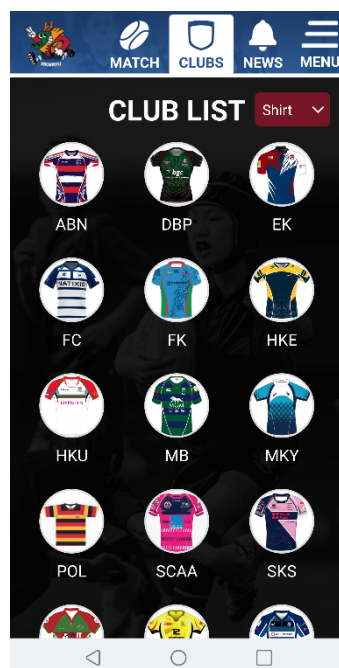 MATCH CLUBS NEWS MENU
CLUB LIST Shirt
ABN DBP EK
NATIXIS
FC FK HKE
HKU MB MKY
POL SCAA SKS